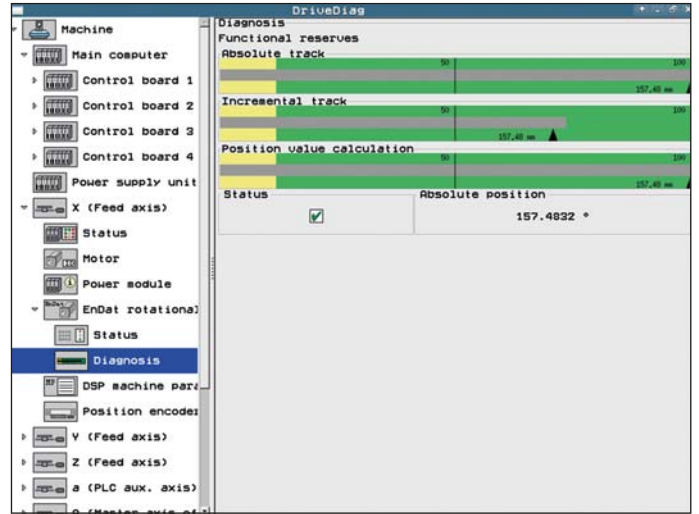 DriveDiag
Machine
Main computer
Control board 1
Control board 2
Control board 3
Control board 4
Power supply unit
X (Feed axis)
Status
Motor
Power module
EnDat rotational
Status
Diagnosis
DSP machine para
Position encoder
Y (Feed axis)
Z (Feed axis)
a (PLC aux. axis)
Diagnosis
Functional reserves
Absolute track
50
100
157,48 mm
Incremental track
50
100
157,48 mm
Position value calculation
50
100
157,48 mm
Status
Absolute position
157.4832 °